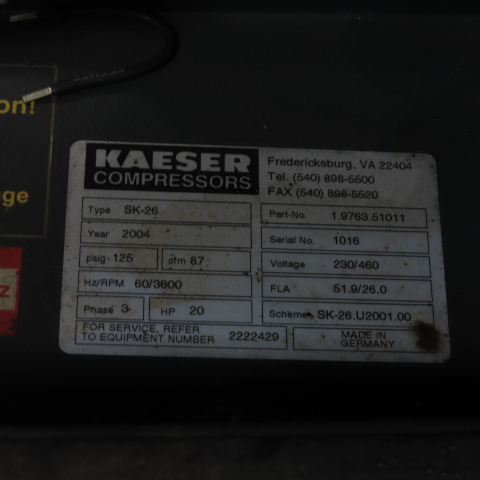 on!
ge
Z
KAESER
COMPRESSORS
Fredericksburg, VA 22404
Tel. (540) 898-5500
FAX (540) 898-5520
Type SK-26
Part-No. 1.9763.51011
Year 2004
Serial No. 1016
psig 125 cfm 87
Voltage 230/460
Hz/RPM 60/3600
FLA 51.9/26.0
Phase 3 HP 20
Scheme SK-26.U2001.00
FOR SERVICE, REFER
TO EQUIPMENT NUMBER 2222429
MADE IN
GERMANY